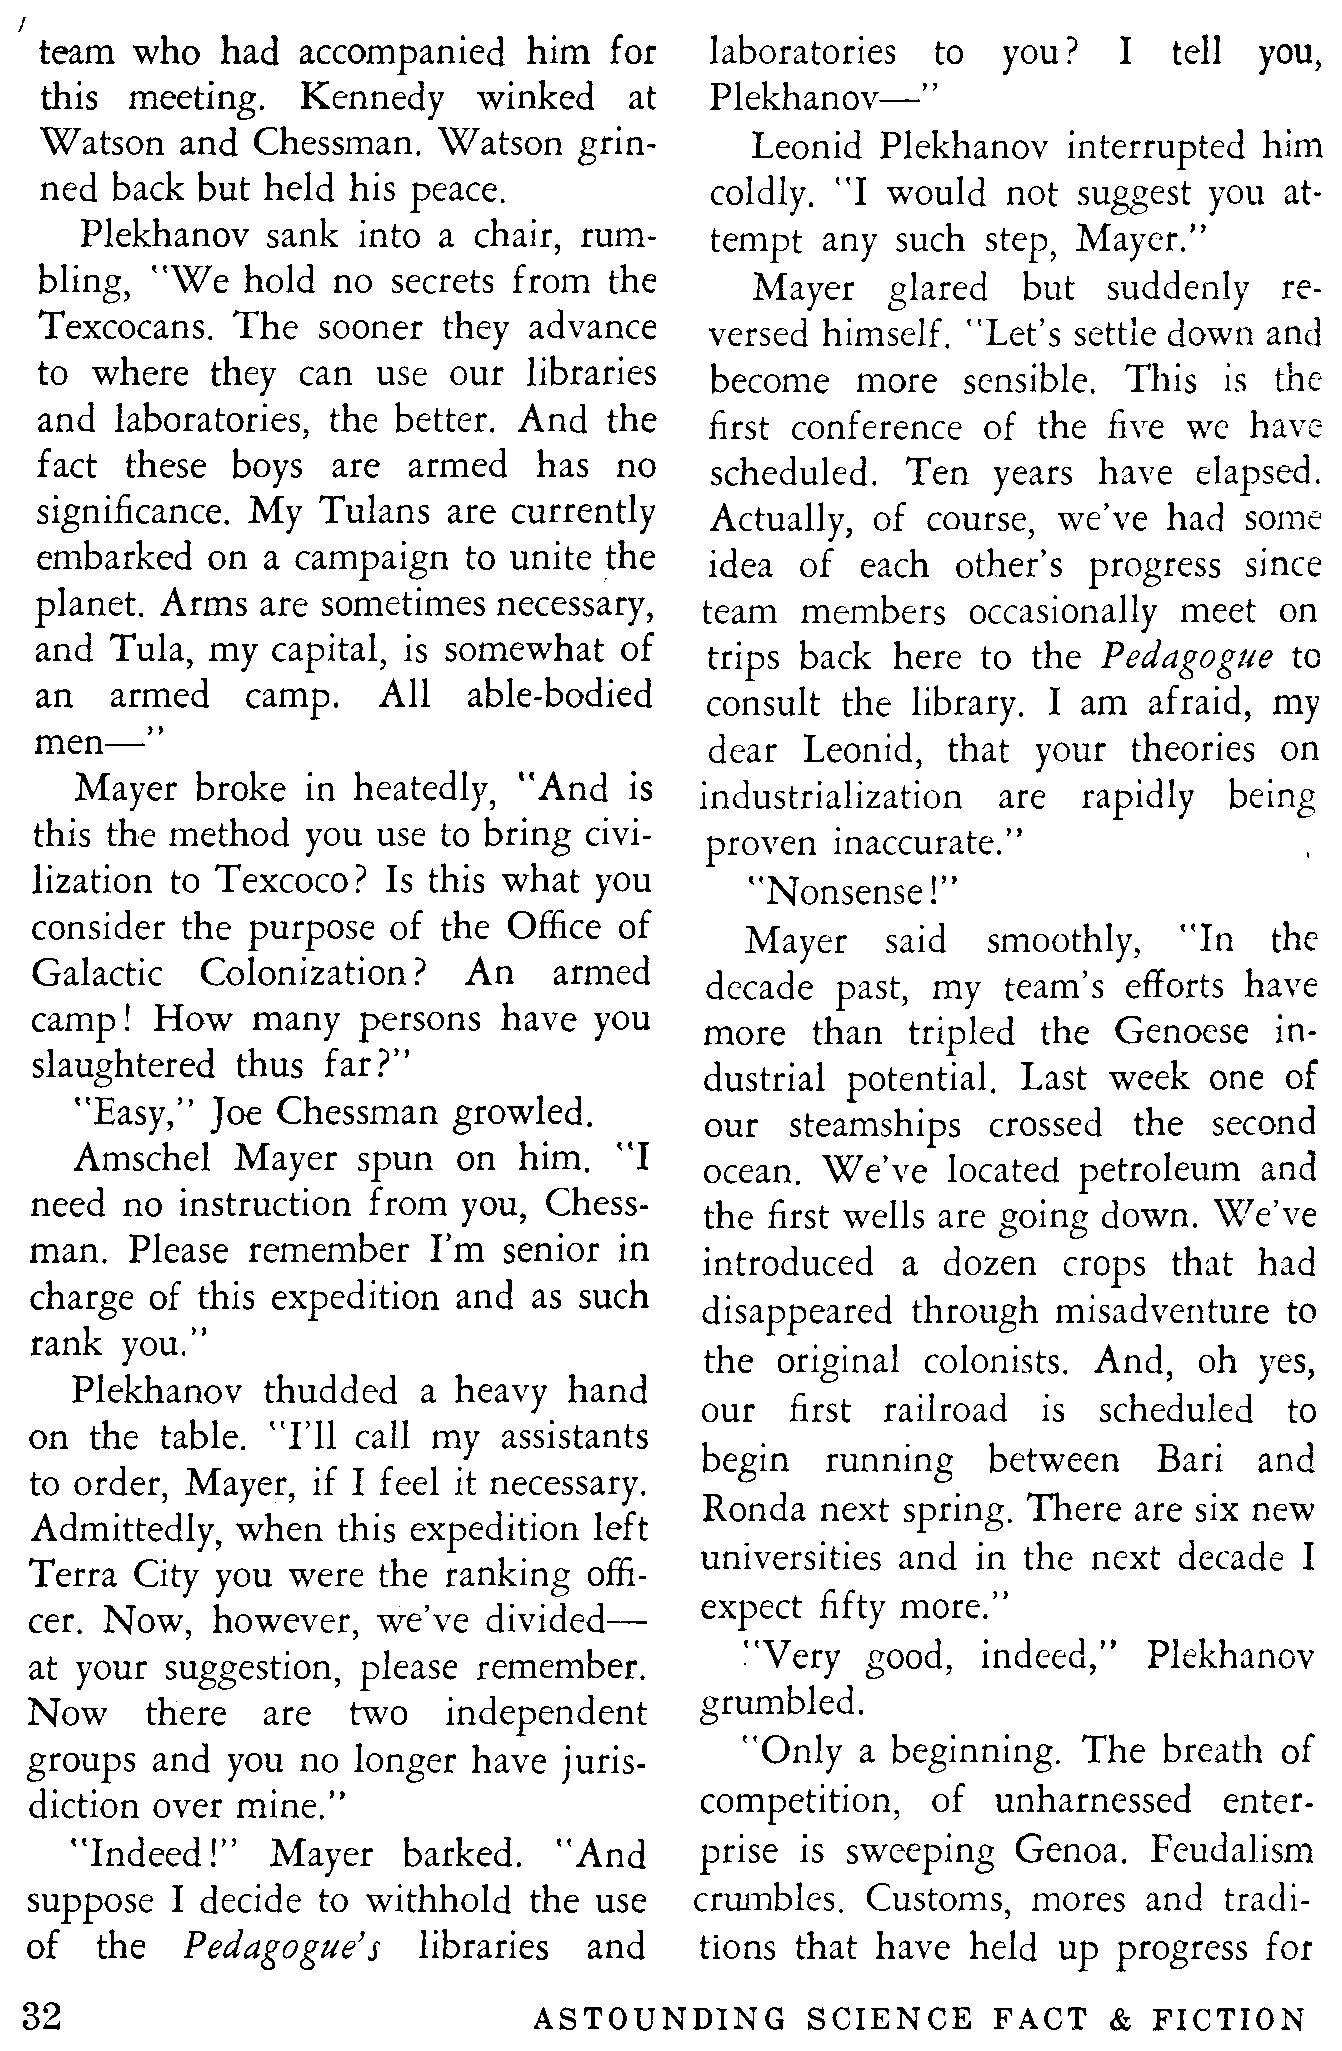 team who had accompanied him for
this meeting. Kennedy winked at
Watson and Chessman. Watson grin-
ned back but held his peace.
Plekhanov sank into a chair, rum-
bling, "We hold no secrets from the
Texcocans. The sooner they advance
to where they can use our libraries
and laboratories, the better. And the
fact these boys are armed has no
significance. My Tulans are currently
embarked on a campaign to unite the
planet. Arms are sometimes necessary,
and Tula, my capital, is somewhat of
an armed camp. All able-bodied
men—"
Mayer broke in heatedly, "And is
this the method you use to bring civi-
lization to Texcoco? Is this what you
consider the purpose of the Office of
Galactic Colonization? An armed
camp! How many persons have you
slaughtered thus far?"
"Easy," Joe Chessman growled.
Amschel Mayer spun on him. "I
need no instruction from you, Chess-
man. Please remember I'm senior in
charge of this expedition and as such
rank you."
Plekhanov thudded a heavy hand
on the table. "I'll call my assistants
to order, Mayer, if I feel it necessary.
Admittedly, when this expedition left
Terra City you were the ranking offi-
cer. Now, however, we've divided—
at your suggestion, please remember.
Now there are two independent
groups and you no longer have juris-
diction over mine."
"Indeed!" Mayer barked. "And
suppose I decide to withhold the use
of the Pedagogue's libraries and
laboratories to you? I tell you,
Plekhanov—"
Leonid Plekhanov interrupted him
coldly. "I would not suggest you at-
tempt any such step, Mayer."
Mayer glared but suddenly re-
versed himself. "Let's settle down and
become more sensible. This is the
first conference of the five we have
scheduled. Ten years have elapsed.
Actually, of course, we've had some
idea of each other's progress since
team members occasionally meet on
trips back here to the Pedagogue to
consult the library. I am afraid, my
dear Leonid, that your theories on
industrialization are rapidly being
proven inaccurate."
"Nonsense!"
Mayer said smoothly, "In the
decade past, my team's efforts have
more than tripled the Genoese in-
dustrial potential. Last week one of
our steamships crossed the second
ocean. We've located petroleum and
the first wells are going down. We've
introduced a dozen crops that had
disappeared through misadventure to
the original colonists. And, oh yes,
our first railroad is scheduled to
begin running between Bari and
Ronda next spring. There are six new
universities and in the next decade I
expect fifty more."
"Very good, indeed," Plekhanov
grumbled.
"Only a beginning. The breath of
competition, of unharnessed enter-
prise is sweeping Genoa. Feudalism
crumbles. Customs, mores and tradi-
tions that have held up progress for
32
ASTOUNDING SCIENCE FACT & FICTION